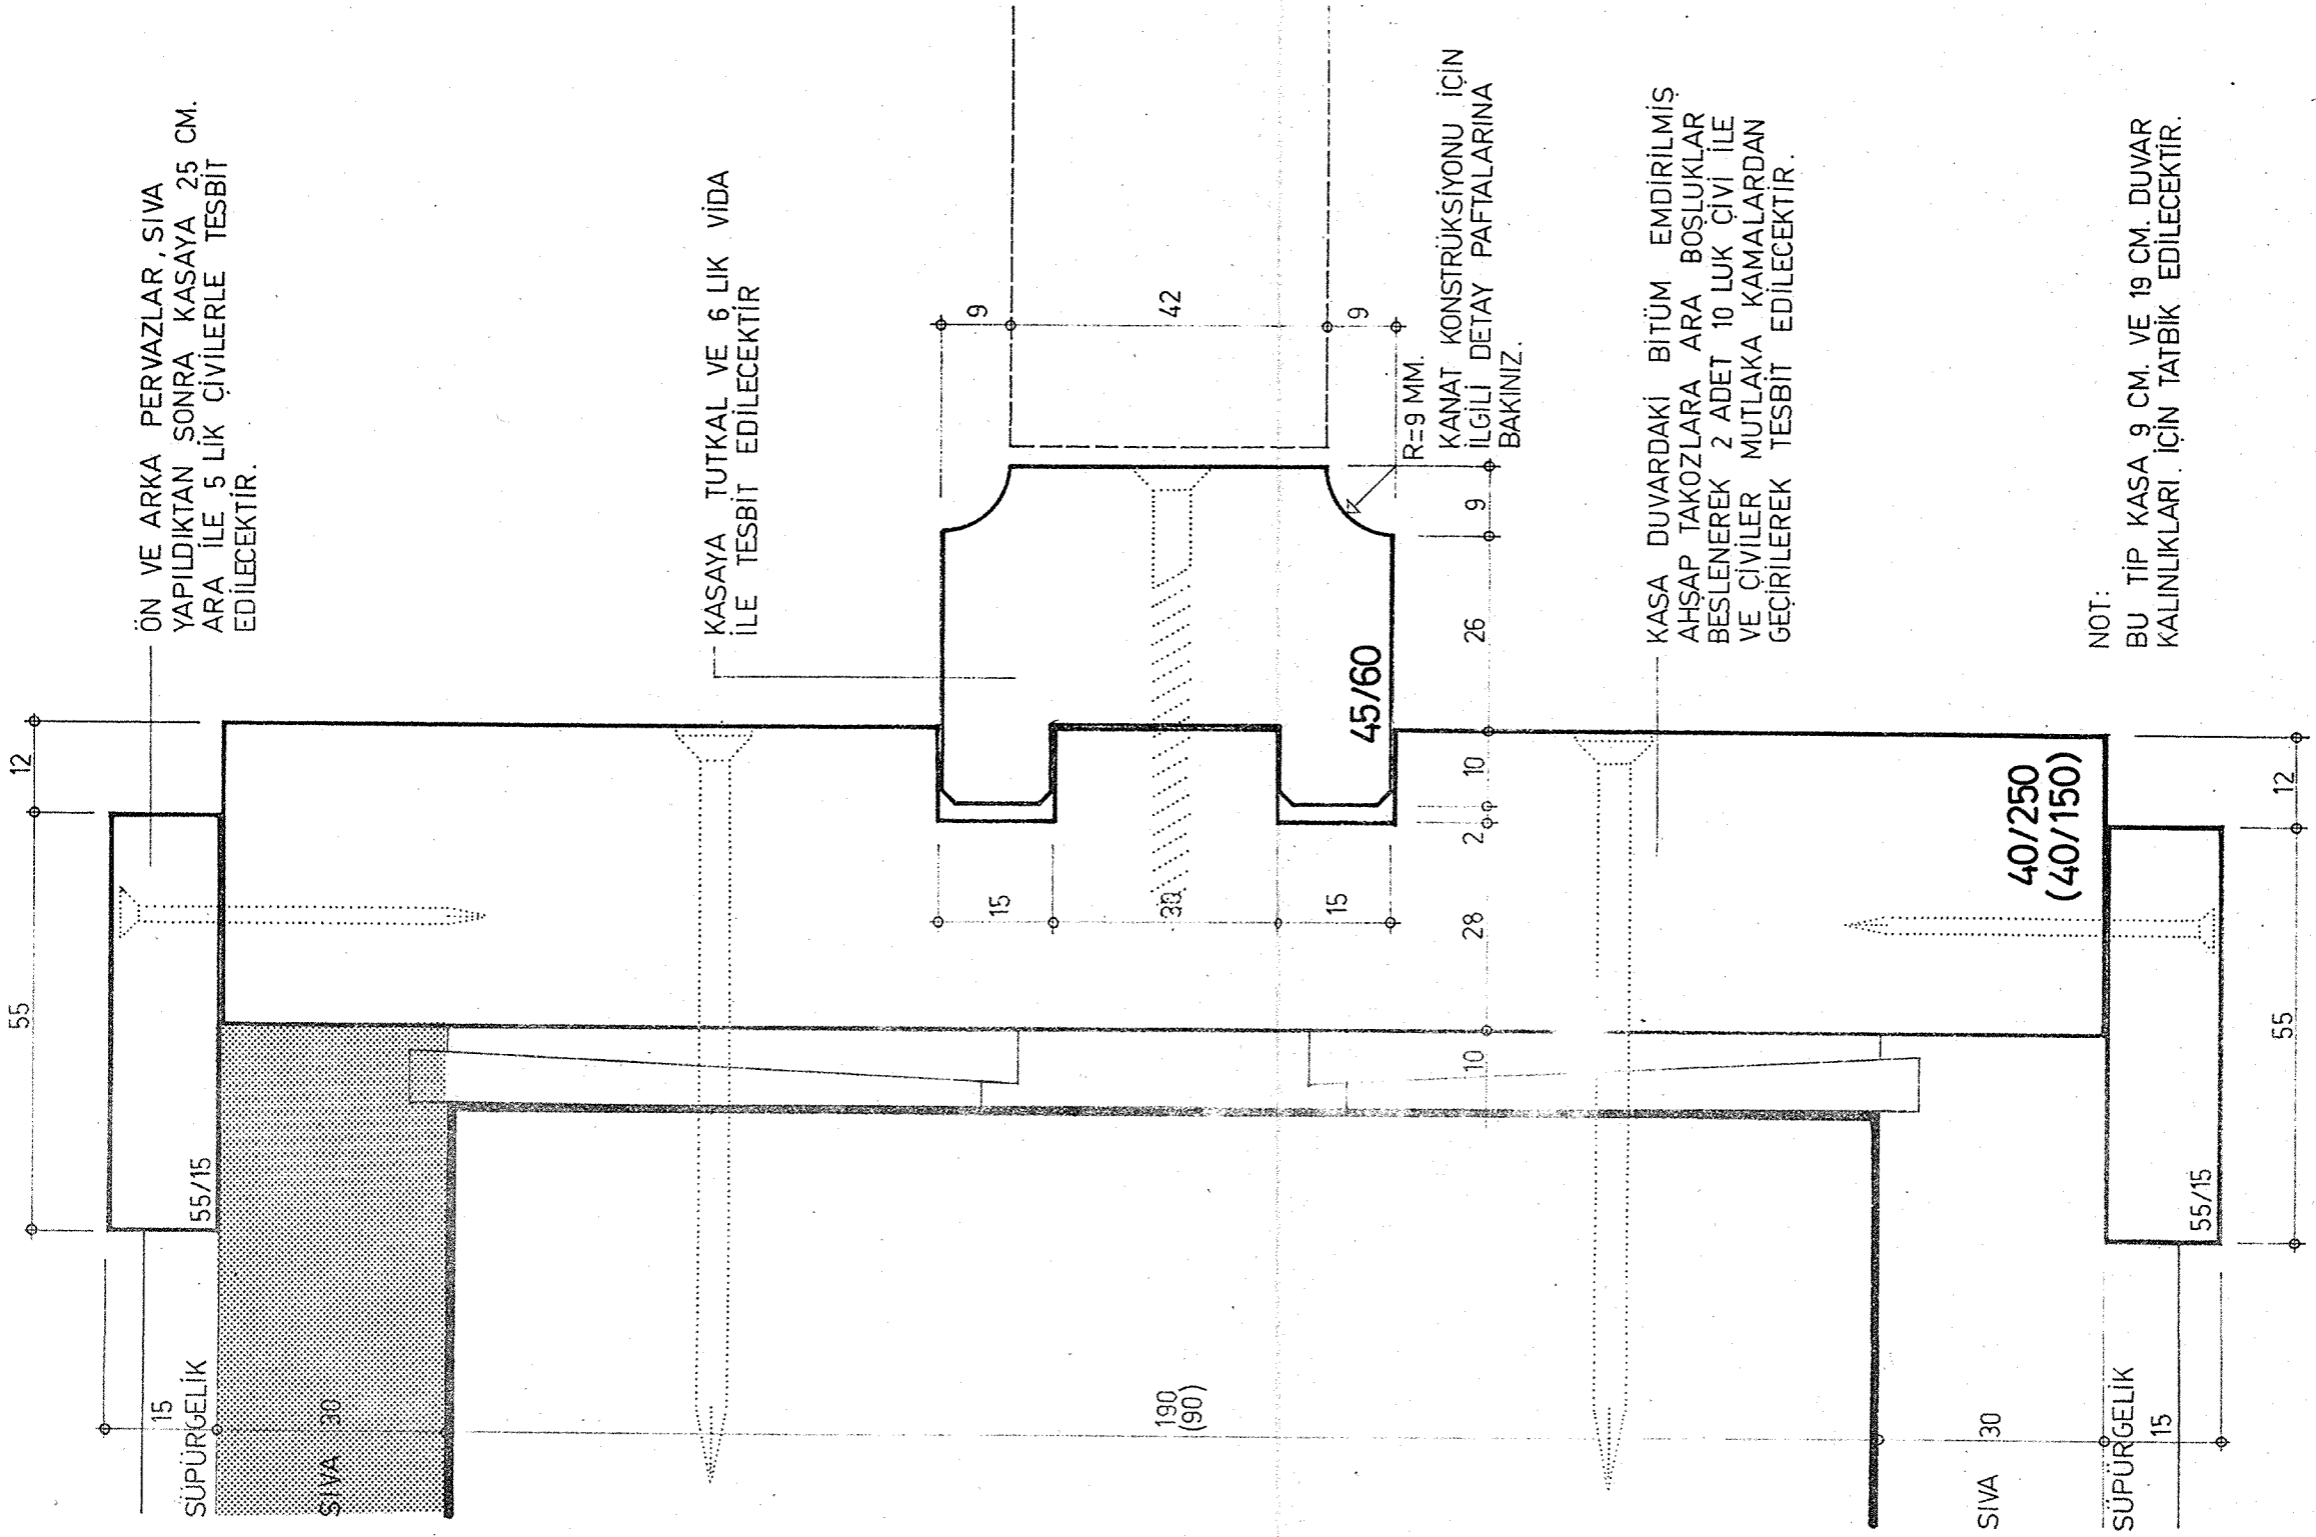 ÖN VE ARKA PERVAZLAR, SIVA
YAPILDIKTAN SONRA KASAYA 25 CM.
ARA İLE 5 LİK ÇİVİLERLE TESBİT
EDİLECEKTİR.
KASAYA TUTKAL VE 6 LIK VİDA
İLE TESBİT EDİLECEKTİR
R=9 MM.
KANAT KONSTRÜKSİYONU İÇİN
İLGİLİ DETAY PAFTALARINA
BAKINIZ.
KASA DUVARDAKİ BİTÜM EMDİRİLMİŞ
AHŞAP TAKOZLARA ARA BOŞLUKLAR
BESLENEREK 2 ADET 10 LUK ÇİVİ İLE
VE ÇİVİLER MUTLAKA KAMALARDAN
GEÇİRİLEREK TESBİT EDİLECEKTİR.
NOT:
BU TİP KASA 9 CM. VE 19 CM. DUVAR
KALINLIKLARI. İÇİN TATBİK EDİLECEKTİR.
12
55
55/15
15
SÜPÜRGELİK
SIVA 30
9
42
9
9
26
10
2
28
10
45/60
15
30
15
40/250
(40/150)
190
(90)
SIVA
30
SÜPÜRGELİK
15
55/15
12
55